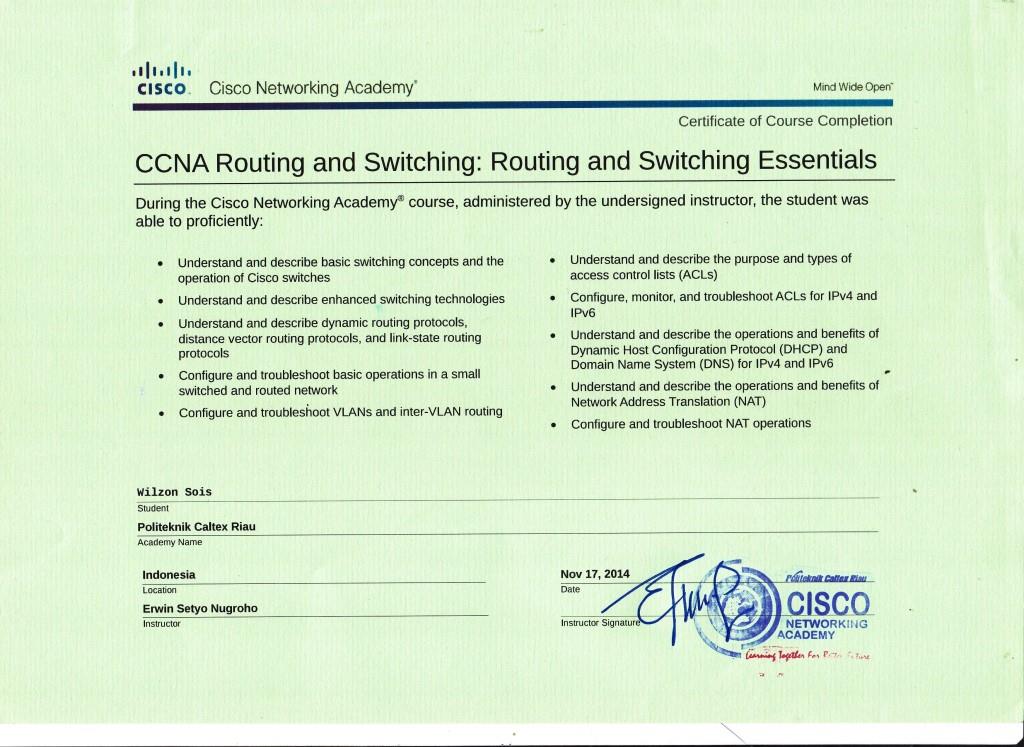 CISCO
Cisco Networking Academy®
Mind Wide Open™
Certificate of Course Completion
CCNA Routing and Switching: Routing and Switching Essentials
During the Cisco Networking Academy® course, administered by the undersigned instructor, the student was
able to proficiently:
• Understand and describe basic switching concepts and the
operation of Cisco switches
• Understand and describe enhanced switching technologies
• Understand and describe dynamic routing protocols,
distance vector routing protocols, and link-state routing
protocols
• Configure and troubleshoot basic operations in a small
switched and routed network
• Configure and troubleshoot VLANs and inter-VLAN routing
• Understand and describe the purpose and types of
access control lists (ACLs)
• Configure, monitor, and troubleshoot ACLs for IPv4 and
IPv6
• Understand and describe the operations and benefits of
Dynamic Host Configuration Protocol (DHCP) and
Domain Name System (DNS) for IPv4 and IPv6
• Understand and describe the operations and benefits of
Network Address Translation (NAT)
• Configure and troubleshoot NAT operations
Wilzon Sois
Student
Politeknik Caltex Riau
Academy Name
Indonesia
Location
Erwin Setyo Nugroho
Instructor
Nov 17, 2014
Date
Instructor Signature
Politeknik Caltex Riau
CISCO
NETWORKING
ACADEMY
Learning Together For Better Future